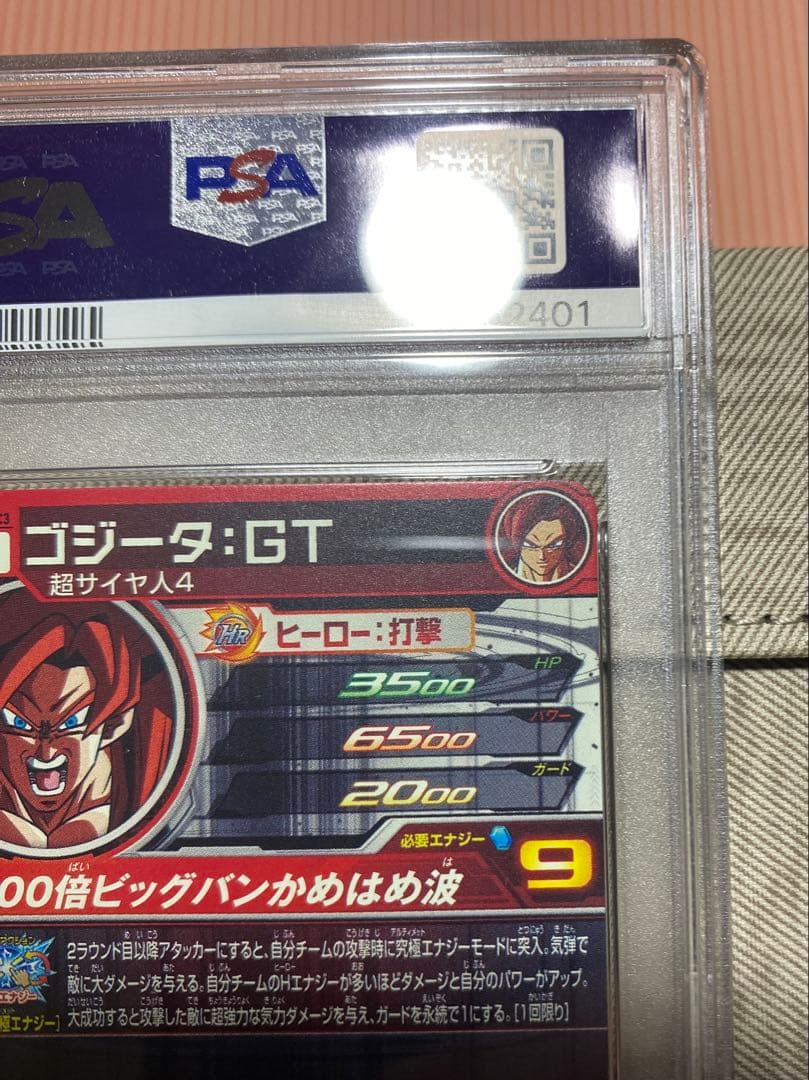 PSA
PSA
PSA
PSA
2401
ゴジータ:GT
超サイヤ人4
HR ヒーロー:打撃
HP
3500
パワー
6500
ガード
2000
必要エナジー 9
00倍ビッグバンかめはめ波
2ラウンド目以降アタッカーにすると、自分チームの攻撃時に究極エナジーモードに突入。気弾で
敵に大ダメージを与える。自分チームのHエナジーが多いほどダメージと自分のパワーがアップ。
大成功すると攻撃した敵に超強力な気力ダメージを与え、ガードを永続で1にする。[1回限り]
極エナジー]